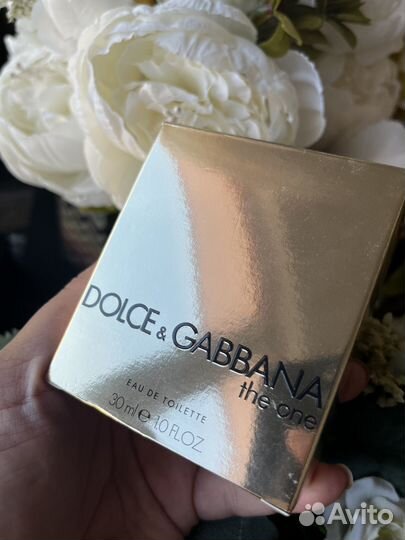 DOLCE & GABBANA
the one
EAU DE TOILETTE
30 ml e 1.0 FL.OZ
Avito